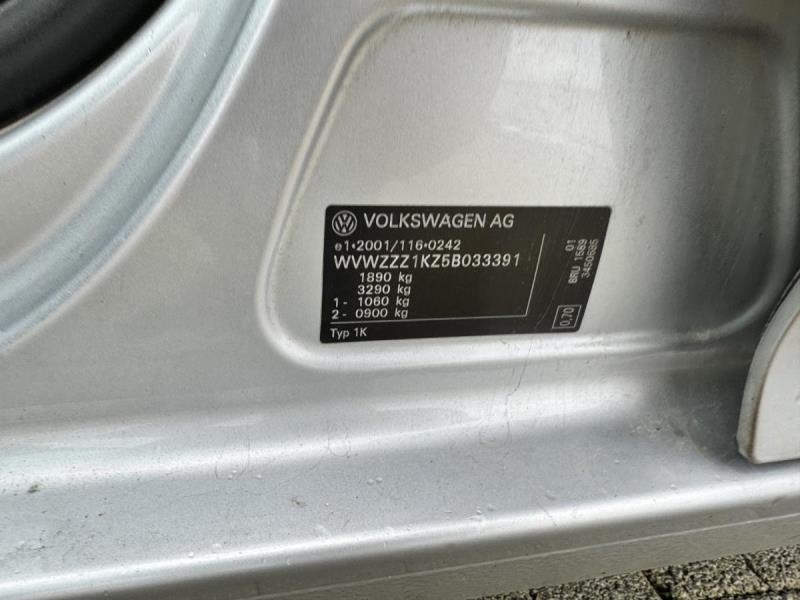 VOLKSWAGEN AG
e1*2001/116*0242
WVWZZZ1KZ5B033391
1890 kg
3290 kg
1- 1060 kg
2- 0900 kg
Typ 1K
0,70
01
BRU 1589
3450685